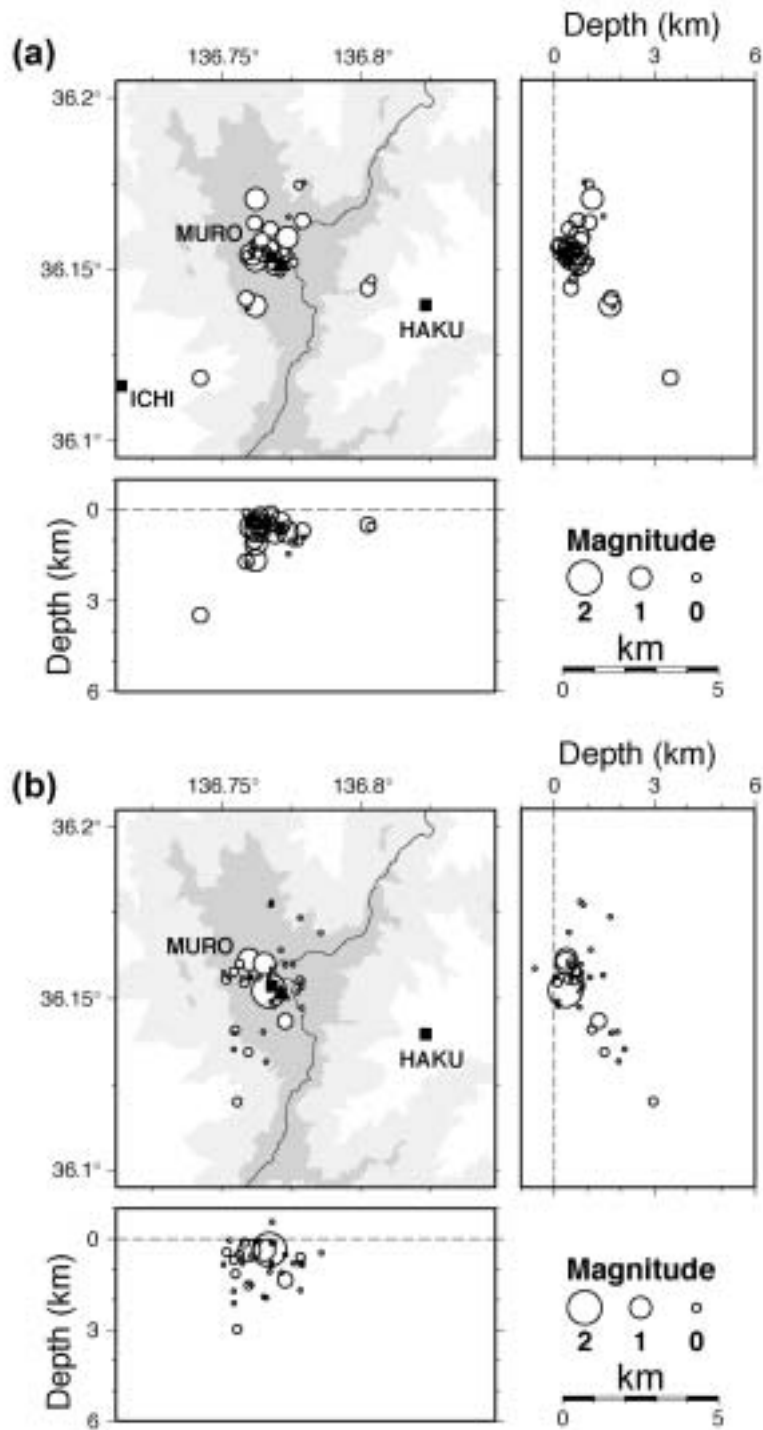 Depth (km)
(a)
136.75° 136.8° 0 3 6
36.2°
MURO
36.15°
HAKU
ICHI
36.1°
0
3
6
Depth (km)
Magnitude
2 1 0
km
0 5
Depth (km)
(b)
136.75° 136.8° 0 3 6
36.2°
MURO
36.15°
HAKU
36.1°
0
3
6
Depth (km)
Magnitude
2 1 0
km
0 5